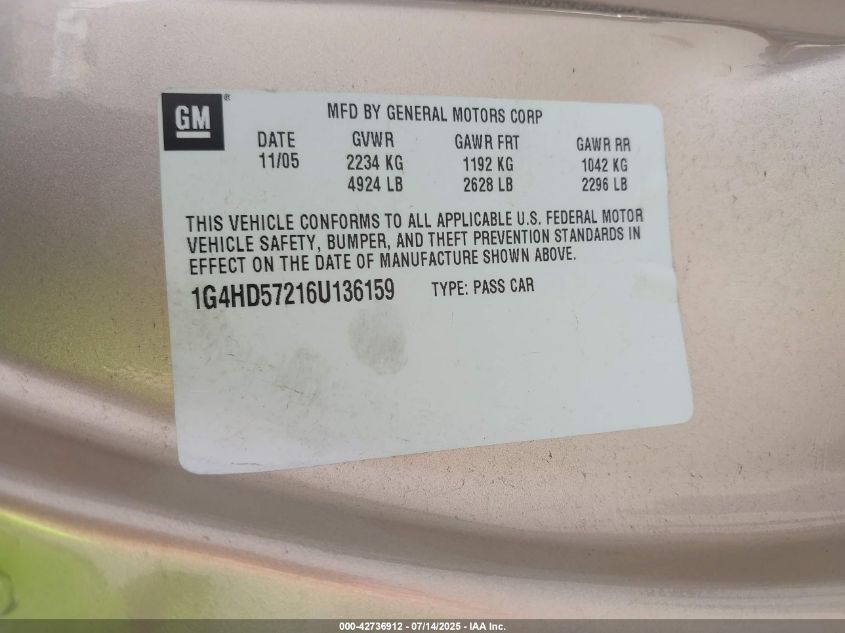 GM®
MFD BY GENERAL MOTORS CORP
DATE GVWR GAWR FRT GAWR RR
11/05 2234 KG 1192 KG 1042 KG
4924 LB 2628 LB 2296 LB
THIS VEHICLE CONFORMS TO ALL APPLICABLE U.S. FEDERAL MOTOR
VEHICLE SAFETY, BUMPER, AND THEFT PREVENTION STANDARDS IN
EFFECT ON THE DATE OF MANUFACTURE SHOWN ABOVE.
1G4HD57216U136159 TYPE: PASS CAR
000-42736912 - 07/14/2025 - IAA Inc.